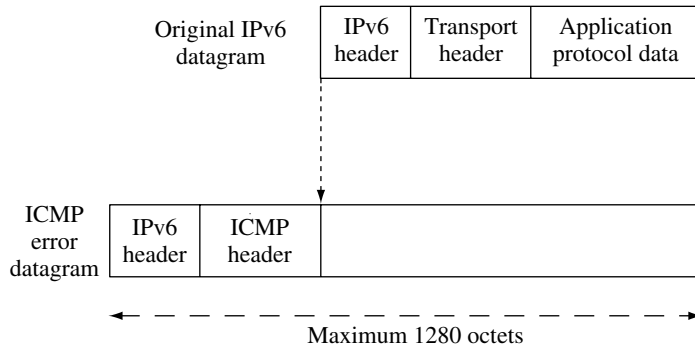 Original IPv6
datagram
IPv6
header
Transport
header
Application
protocol data
ICMP
error
datagram
IPv6
header
ICMP
header
Maximum 1280 octets